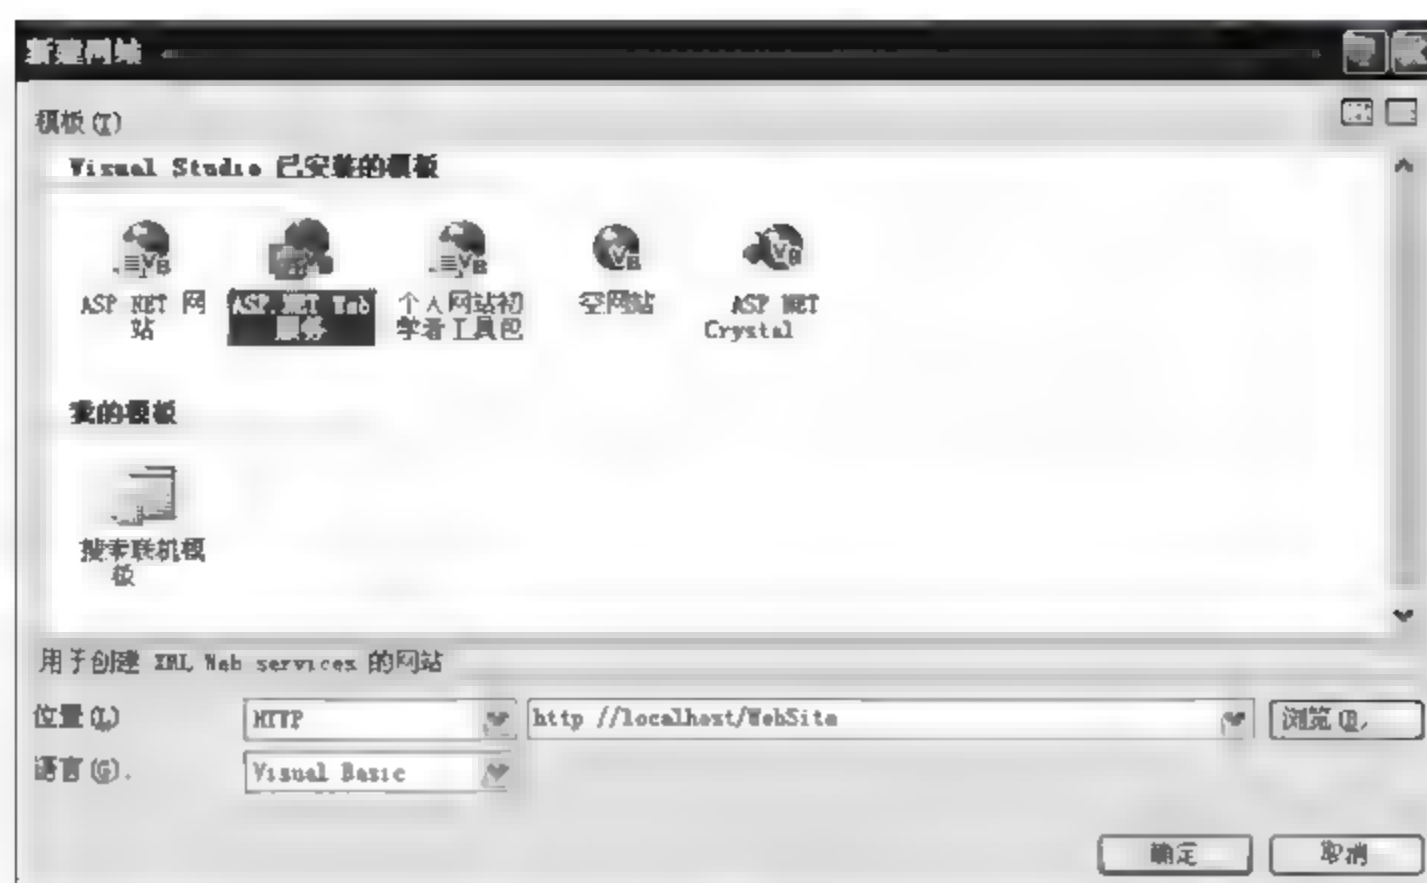 新建网站
模板(T)
Visual Studio 已安装的模板
ASP NET 网
站
ASP.NET Web
服务
个人网站初
学者工具包
空网站
ASP NET
Crystal
我的模板
搜索联机模
板
用于创建 XML Web services 的网站
位置(L) HTTP http //localhost/WebSite 浏览(B.
语言(G). Visual Basic
确定 取消